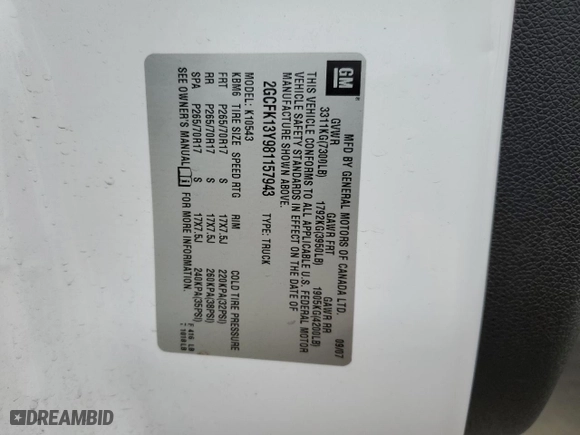 GM
MFD BY GENERAL MOTORS OF CANADA LTD.
09/07
GVWR GAWR FRT GAWR RR
3311KG(7300LB) 1792KG(3950LB) 1905KG(4200LB)
THIS VEHICLE CONFORMS TO ALL APPLICABLE U.S. FEDERAL MOTOR
VEHICLE SAFETY STANDARDS IN EFFECT ON THE DATE OF
MANUFACTURE SHOWN ABOVE.
2GCFK13Y981157943 TYPE: TRUCK
MODEL: K10543
KBM6 TIRE SIZE SPEED RTG RIM COLD TIRE PRESSURE
FRT P265/70R17 S 17X7.5J 220KPA(32PSI)
RR P265/70R17 S 17X7.5J 260KPA(38PSI)
SPA P265/70R17 S 17X7.5J 240KPA(35PSI)
SEE OWNER'S MANUAL FOR MORE INFORMATION.
DREAMBID